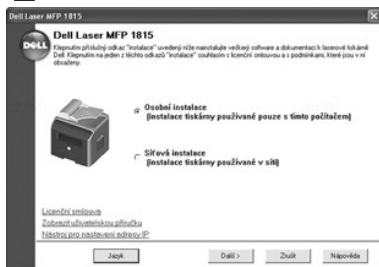 Dell Laser MFP 1815
DELL
Dell Laser MFP 1815
Klepnutím příslušný odkaz "instalace" uvedený níže nainstalujte veškerý software a dokumentaci k laserové tiskárně
Dell. Klepnutím na jeden z těchto odkazů "instalace" souhlasím s licenční smlouvou a s podmínkami, které jsou v ní
obsaženy.
Osobní instalace
(instalace tiskárny používané pouze s tímto počítačem)
Síťová instalace
(instalace tiskárny používané v síti)
Licenční smlouva
Zobrazit uživatelskou příručku
Nástroj pro nastavení adresy IP
Jazyk
Další >
Zrušit
Nápověda